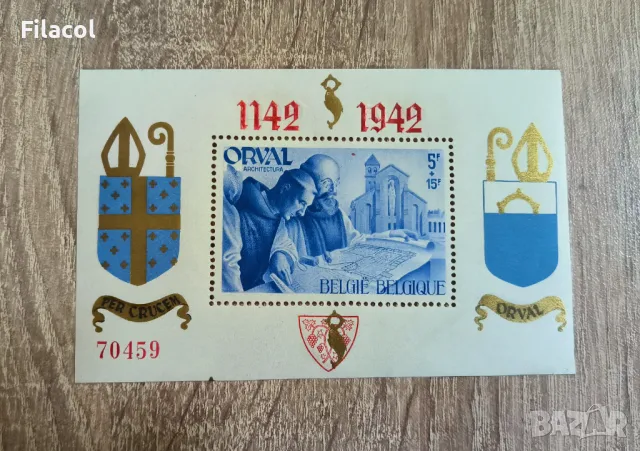 Filacol
1142 1942
ORVAL
ARCHITECTURA
5F
+
15F
BELGIË BELGIQUE
PER CRUCEM
ORVAL
70459
BAZAR